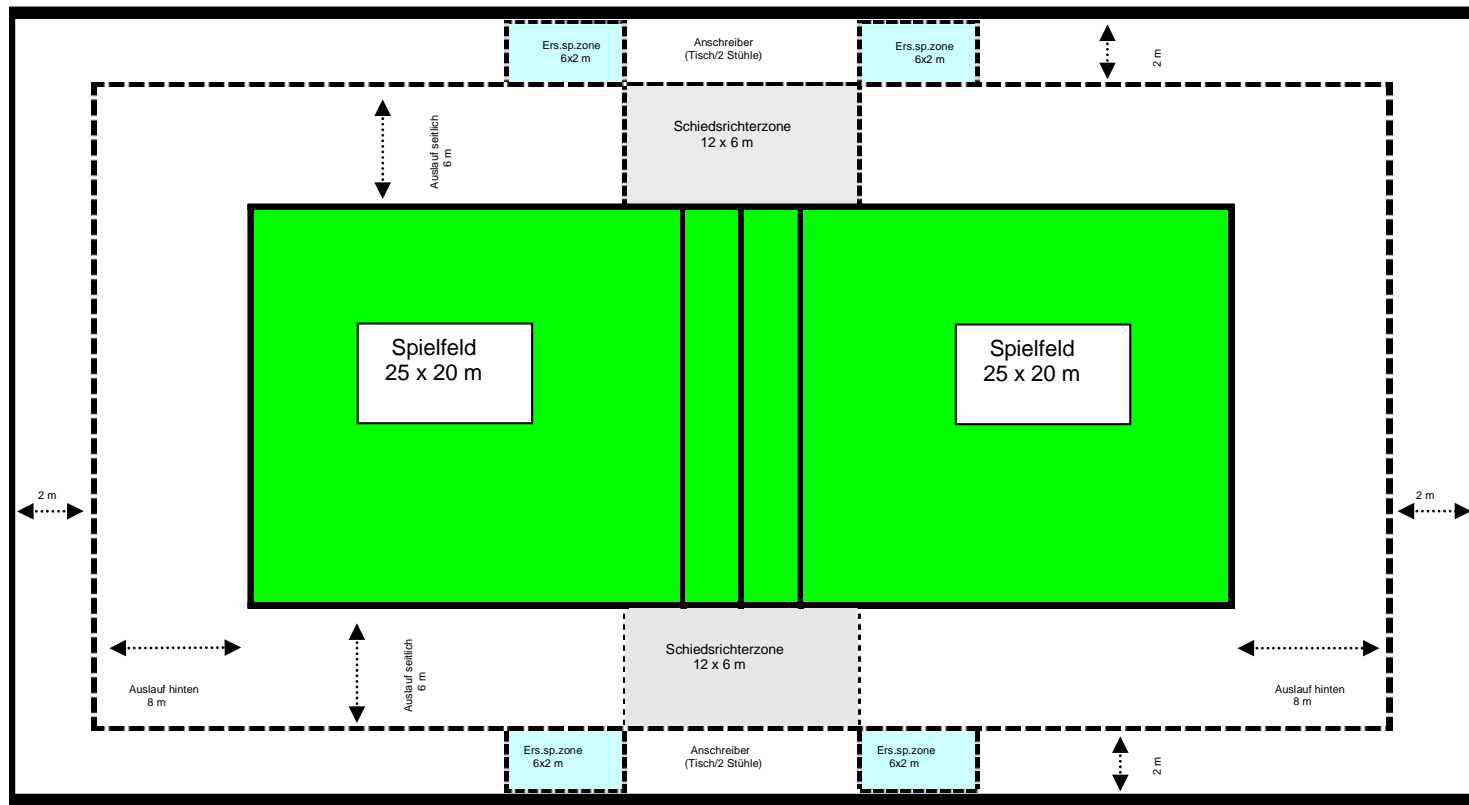 Ers.sp.zone
6x2 m
Anschreiber
(Tisch/2 Stühle)
Ers.sp.zone
6x2 m
2 m
Auslauf seitlich
6 m
Schiedsrichterzone
12 x 6 m
Spielfeld
25 x 20 m
Spielfeld
25 x 20 m
2 m
2 m
Auslauf hinten
8 m
Auslauf seitlich
6 m
Schiedsrichterzone
12 x 6 m
Auslauf hinten
8 m
Ers.sp.zone
6x2 m
Anschreiber
(Tisch/2 Stühle)
Ers.sp.zone
6x2 m
2 m